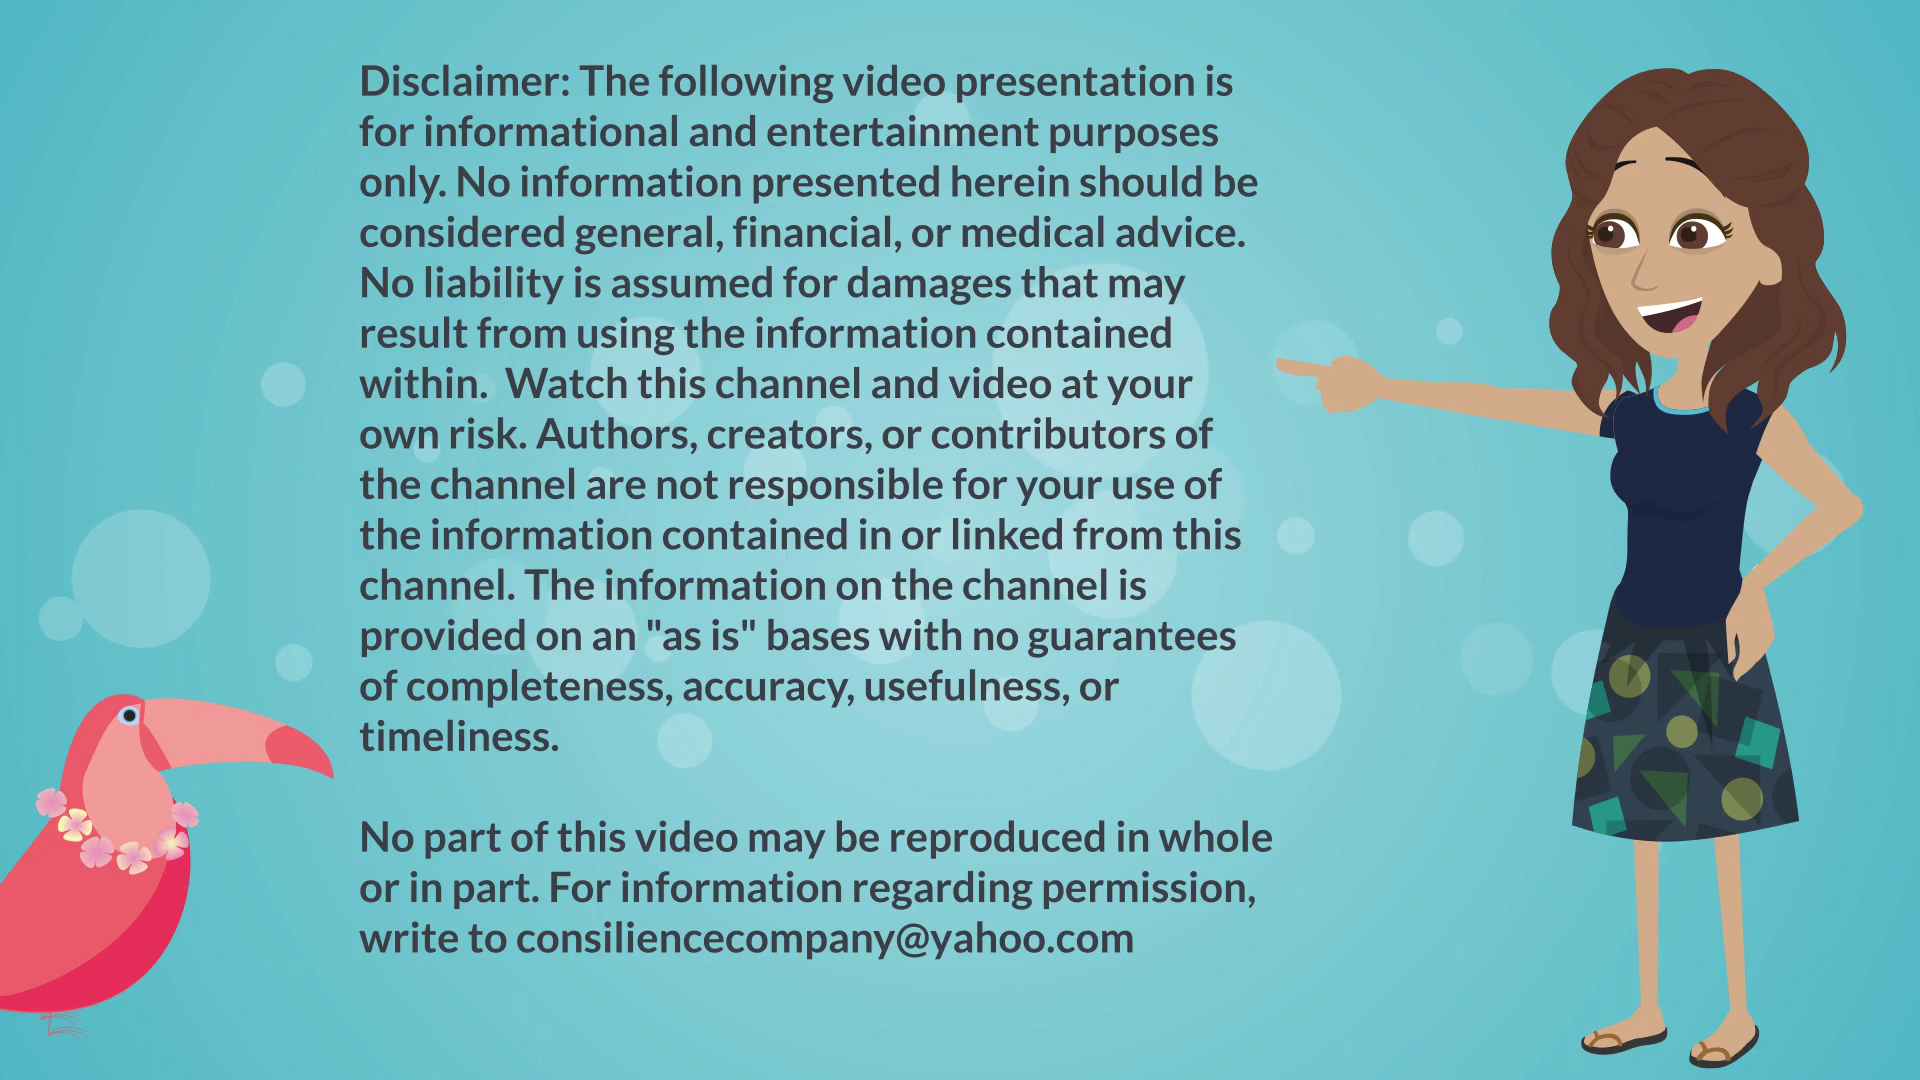 Disclaimer: The following video presentation is
for informational and entertainment purposes
only. No information presented herein should be
considered general, financial, or medical advice.
No liability is assumed for damages that may
result from using the information contained
within.  Watch this channel and video at your
own risk. Authors, creators, or contributors of
the channel are not responsible for your use of
the information contained in or linked from this
channel. The information on the channel is
provided on an "as is" bases with no guarantees
of completeness, accuracy, usefulness, or
timeliness.

No part of this video may be reproduced in whole
or in part. For information regarding permission,
write to consiliencecompany@yahoo.com